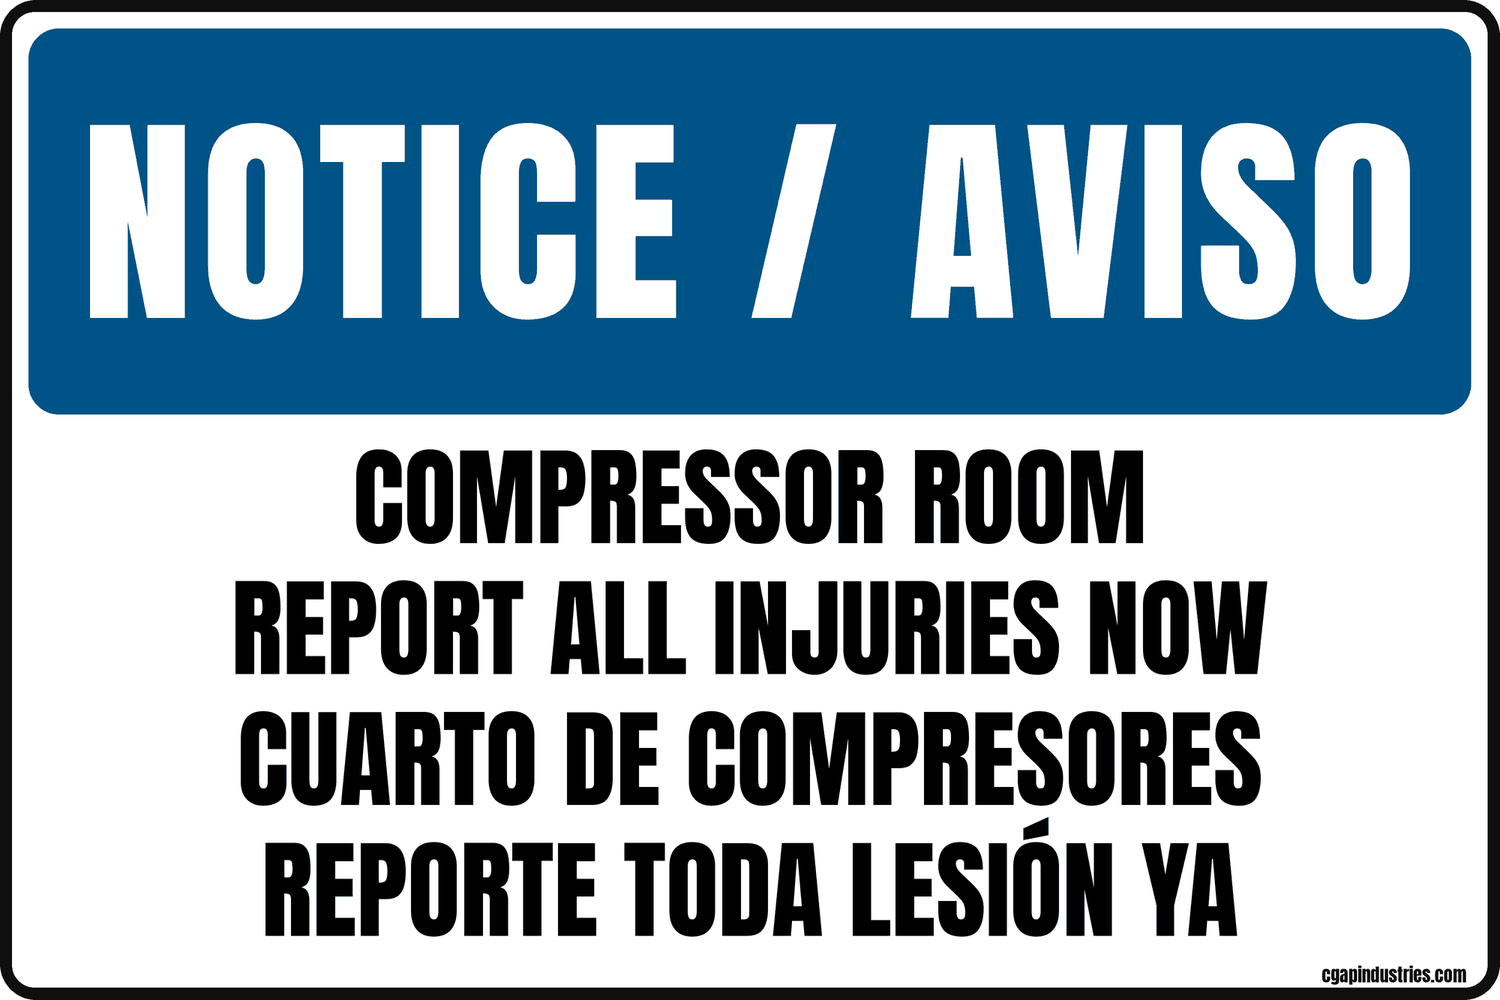 NOTICE / AVISO
COMPRESSOR ROOM
REPORT ALL INJURIES NOW
CUARTO DE COMPRESORES
REPORTE TODA LESIÓN YA
cgapindustries.com